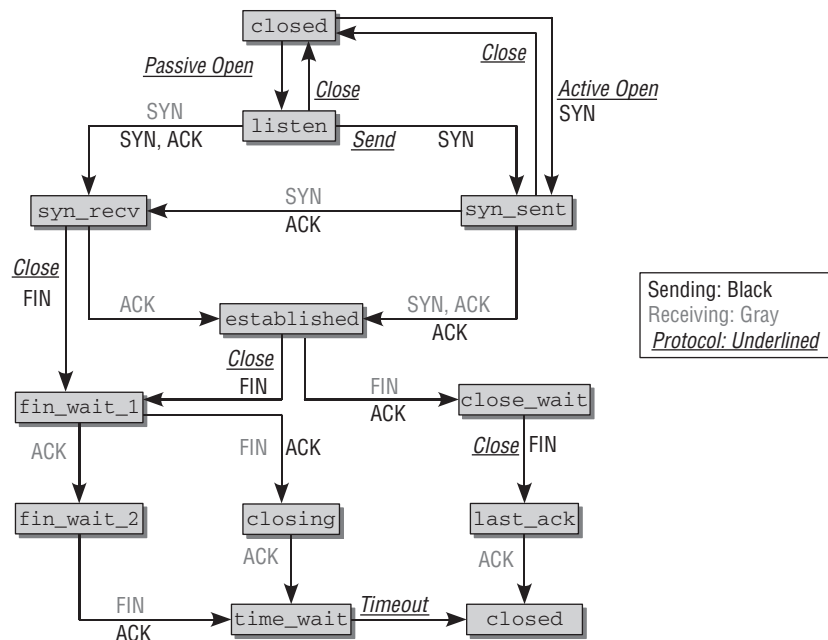 closed
Passive Open
Close
Close
Active Open
SYN
SYN
listen
SYN, ACK
Send
SYN
syn_recv
SYN
ACK
syn_sent
Close
FIN
ACK
established
SYN, ACK
ACK
Sending: Black
Receiving: Gray
Protocol: Underlined
Close
FIN
FIN
ACK
fin_wait_1
close_wait
ACK
FIN ACK
Close FIN
fin_wait_2
closing
last_ack
ACK
ACK
FIN
ACK
time_wait
Timeout
closed